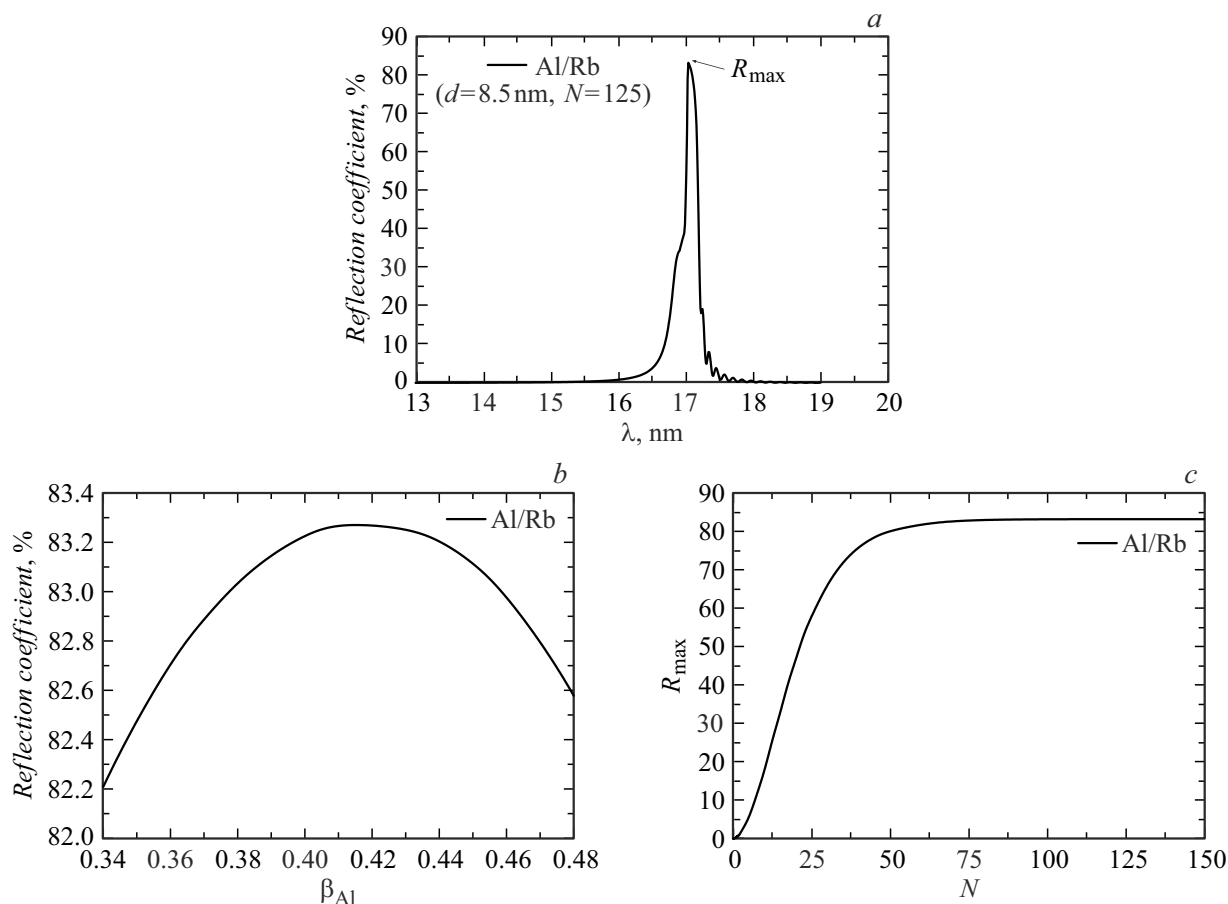 a
90
80
70
60
50
40
30
20
10
0
Reflection coefficient, %
Al/Rb
(d=8.5 nm, N=125)
R_max
13 14 15 16 17 18 19 20
λ, nm
b
83.4
83.2
83.0
82.8
82.6
82.4
82.2
82.0
Reflection coefficient, %
Al/Rb
0.34 0.36 0.38 0.40 0.42 0.44 0.46 0.48
β_Al
c
90
80
70
60
50
40
30
20
10
0
R_max
Al/Rb
0 25 50 75 100 125 150
N